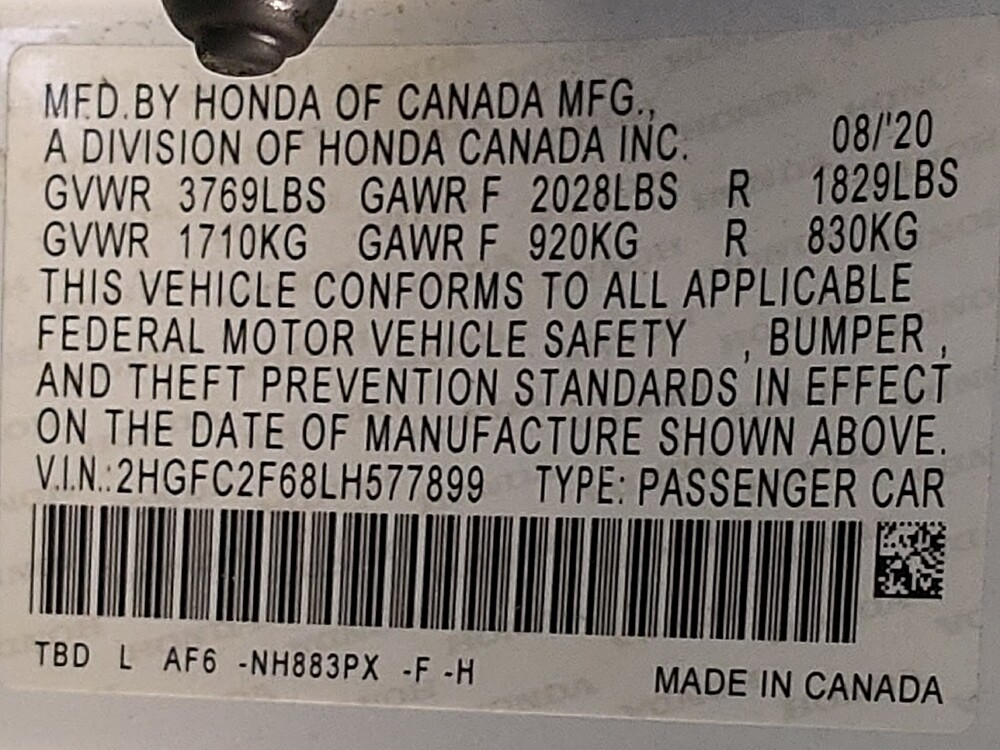 MFD. BY HONDA OF CANADA MFG.,
A DIVISION OF HONDA CANADA INC. 08/'20
GVWR 3769LBS GAWR F 2028LBS R 1829LBS
GVWR 1710KG GAWR F 920KG R 830KG
THIS VEHICLE CONFORMS TO ALL APPLICABLE
FEDERAL MOTOR VEHICLE SAFETY , BUMPER ,
AND THEFT PREVENTION STANDARDS IN EFFECT
ON THE DATE OF MANUFACTURE SHOWN ABOVE.
V.I.N.:2HGFC2F68LH577899 TYPE: PASSENGER CAR
TBD L AF6 -NH883PX -F -H
MADE IN CANADA